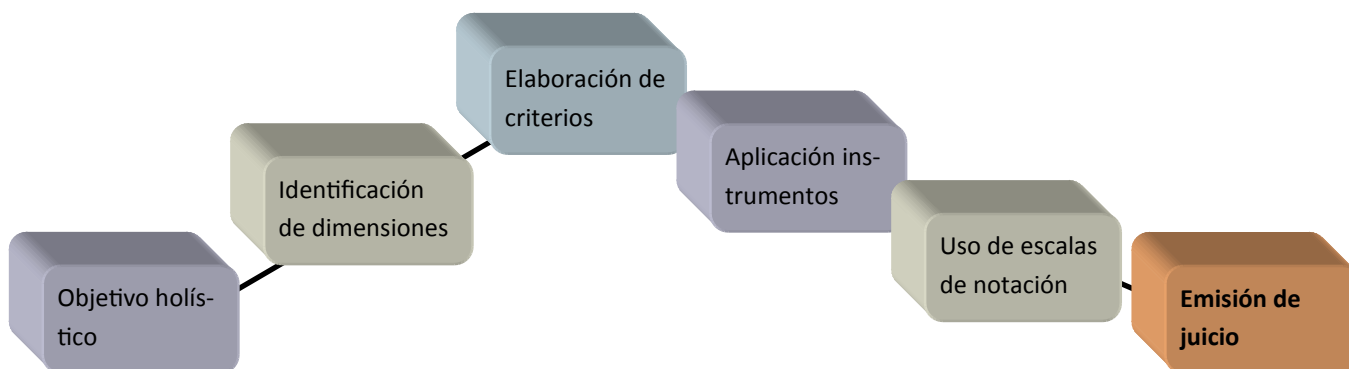 Objetivo holís-
tico
Identificación
de dimensiones
Elaboración de
criterios
Aplicación ins-
trumentos
Uso de escalas
de notación
Emisión de
juicio